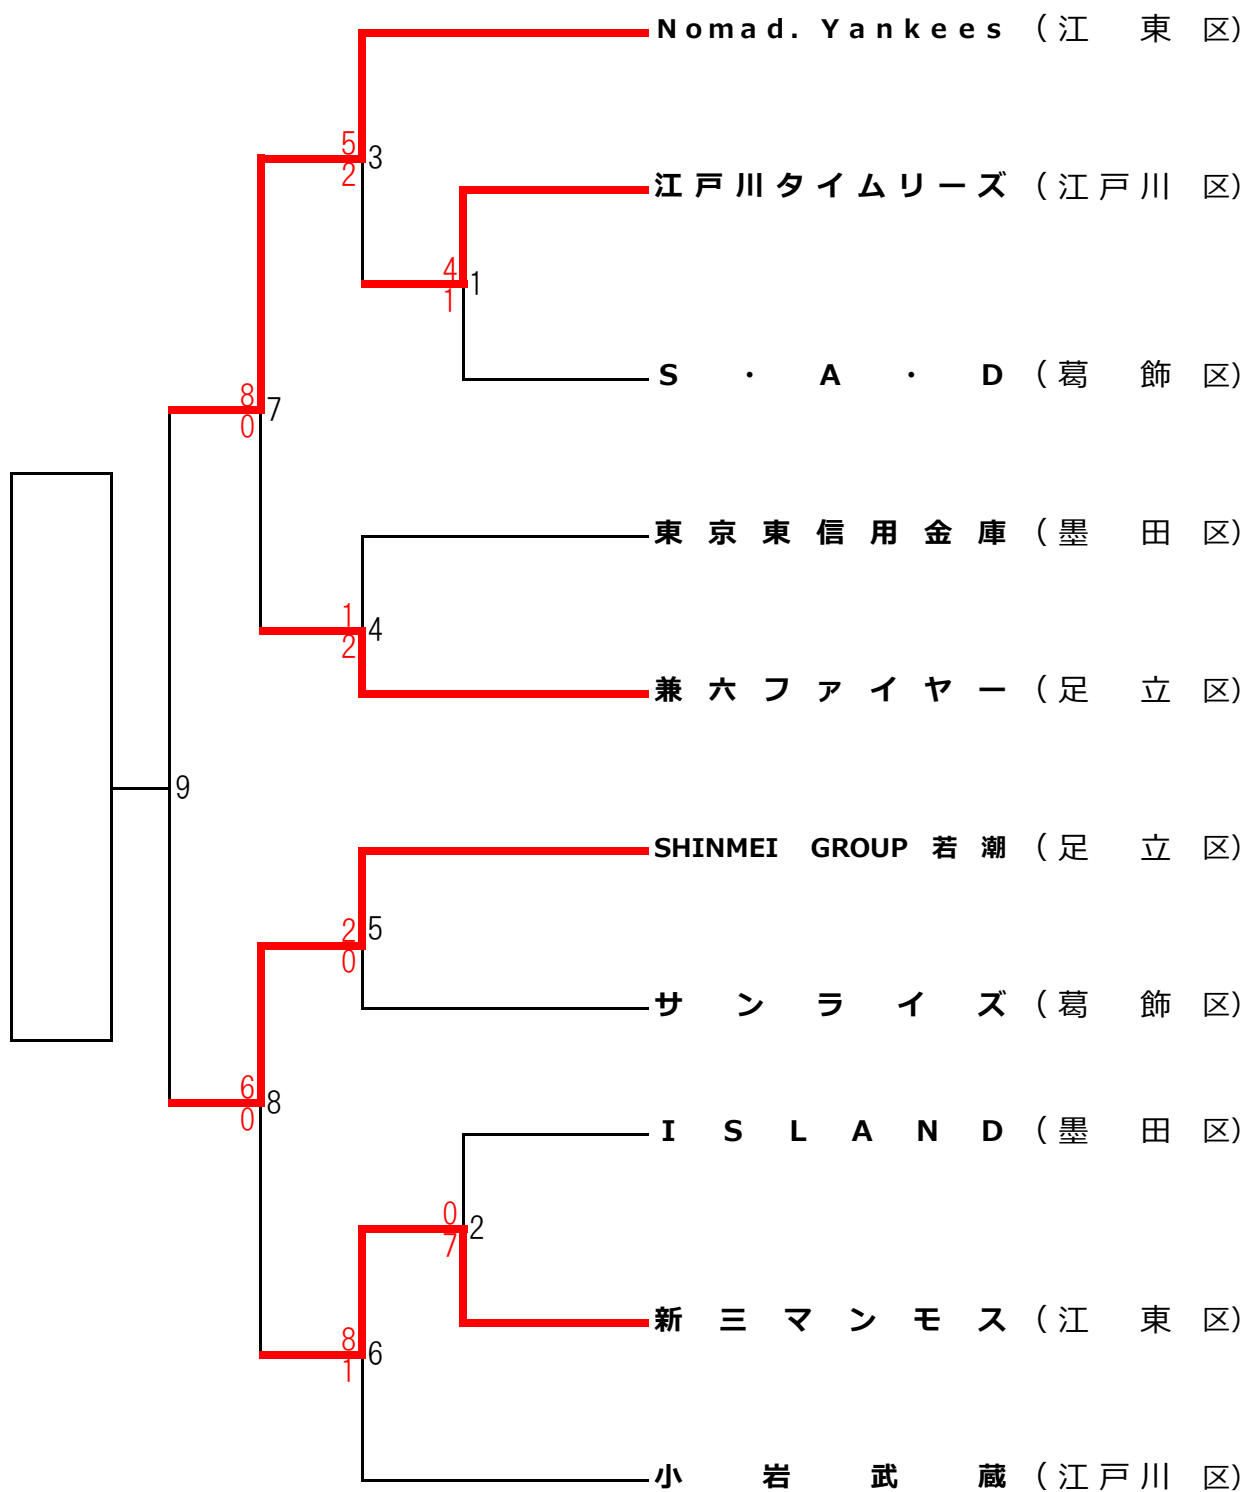 Nomad. Yankees (江東区)
5 3
2
江戸川タイムリーズ (江戸川区)
4 1
1
S・A・D (葛飾区)
8 7
0
東京東信用金庫 (墨田区)
1 4
2
兼六ファイヤー (足立区)
9
SHINMEI GROUP 若潮 (足立区)
2 5
0
サンライズ (葛飾区)
6 8
0
ISLAND (墨田区)
0 2
7
新三マンモス (江東区)
8 6
1
小岩武蔵 (江戸川区)